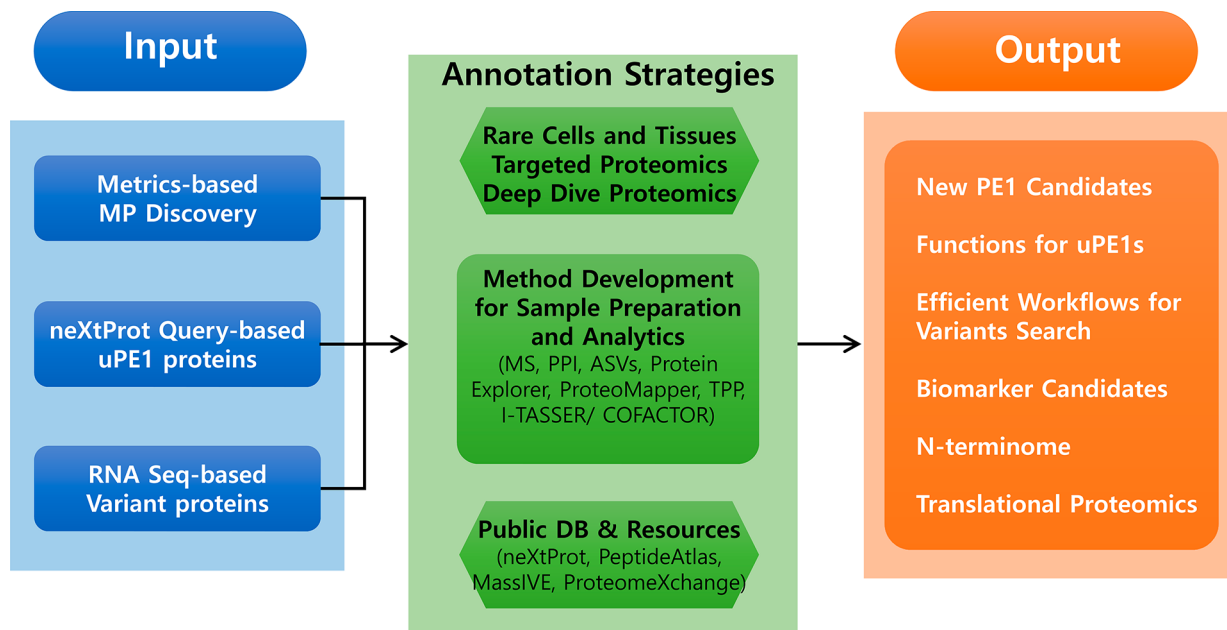 Input
Metrics-based
MP Discovery
neXtProt Query-based
uPE1 proteins
RNA Seq-based
Variant proteins
Annotation Strategies
Rare Cells and Tissues
Targeted Proteomics
Deep Dive Proteomics
Method Development
for Sample Preparation
and Analytics
(MS, PPI, ASVs, Protein
Explorer, ProteoMapper, TPP,
I-TASSER/ COFACTOR)
Public DB & Resources
(neXtProt, PeptideAtlas,
MassIVE, ProteomeXchange)
Output
New PE1 Candidates
Functions for uPE1s
Efficient Workflows for
Variants Search
Biomarker Candidates
N-terminome
Translational Proteomics